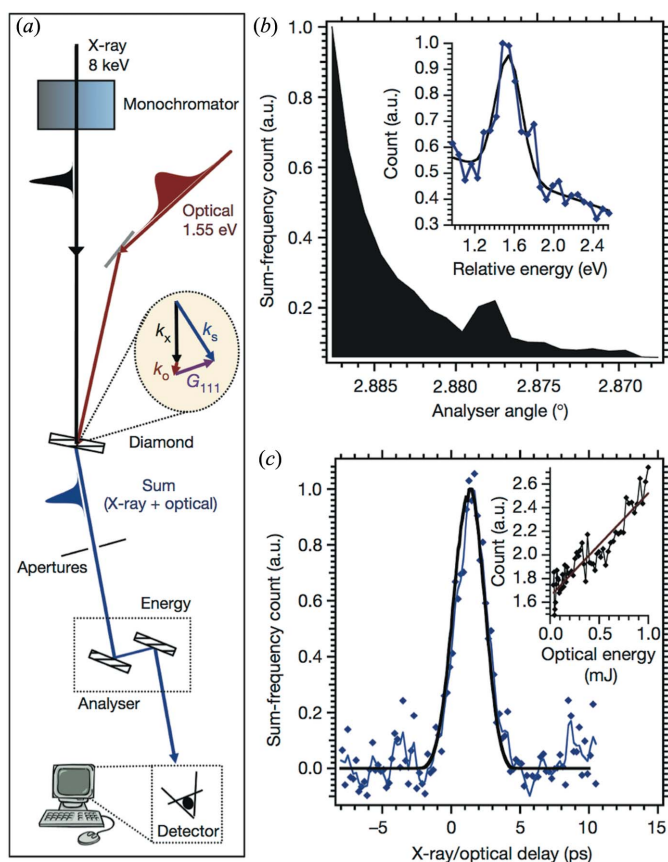 (a)
X-ray
8 keV
Monochromator
Optical
1.55 eV
kx
ks
ko
G111
Diamond
Sum
(X-ray + optical)
Apertures
Energy
Analyser
Detector
(b)
Sum-frequency count (a.u.)
1.0
0.8
0.6
0.4
0.2
2.885
2.880
2.875
2.870
Analyser angle (°)
Count (a.u.)
1.0
0.9
0.8
0.7
0.6
0.5
0.4
0.3
1.2
1.6
2.0
2.4
Relative energy (eV)
(c)
Sum-frequency count (a.u.)
1.0
0.8
0.6
0.4
0.2
0.0
−5
0
5
10
15
X-ray/optical delay (ps)
Count (a.u.)
2.6
2.4
2.2
2.0
1.8
1.6
0.0
0.5
1.0
Optical energy
(mJ)